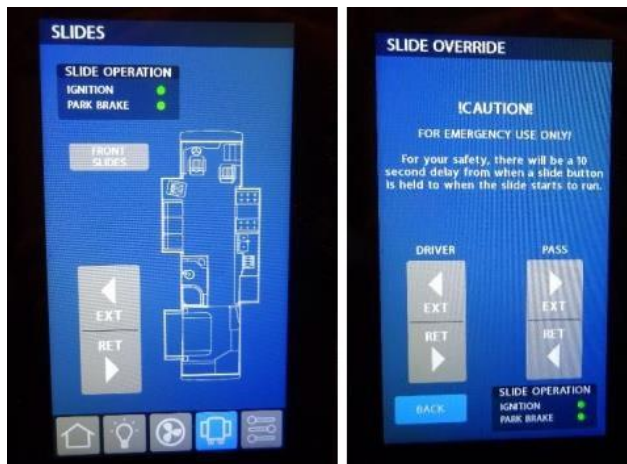 SLIDES
SLIDE OPERATION
IGNITION
PARK BRAKE
FRONT
SLIDES
EXT
RET
SLIDE OVERRIDE
!CAUTION!
FOR EMERGENCY USE ONLY!
For your safety, there will be a 10
second delay from when a slide button
is held to when the slide starts to run.
DRIVER
PASS
EXT
EXT
RET
RET
BACK
SLIDE OPERATION
IGNITION
PARK BRAKE